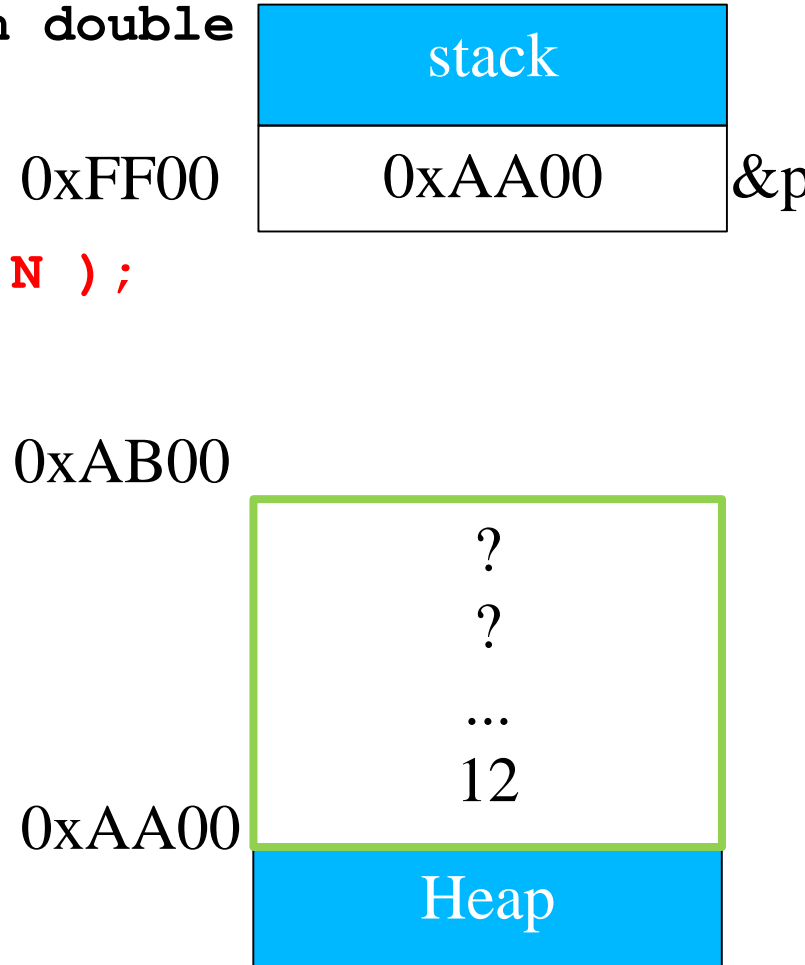 n double
stack
0xFF00 0xAA00 &p
N );
0xAB00
?
?
...
12
0xAA00
Heap